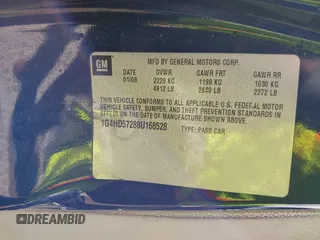 GM
MFD BY GENERAL MOTORS CORP.
DATE GVWR GAWR FRT GAWR RR
01/08 2228 KG 1198 KG 1030 KG
4912 LB 2640 LB 2272 LB
THIS VEHICLE CONFORMS TO ALL APPLICABLE U.S. FEDERAL MOTOR
VEHICLE SAFETY, BUMPER, AND THEFT PREVENTION STANDARDS IN
EFFECT ON THE DATE OF MANUFACTURE SHOWN ABOVE.
1G4HD57288U168528 TYPE: PASS CAR
DREAMBID